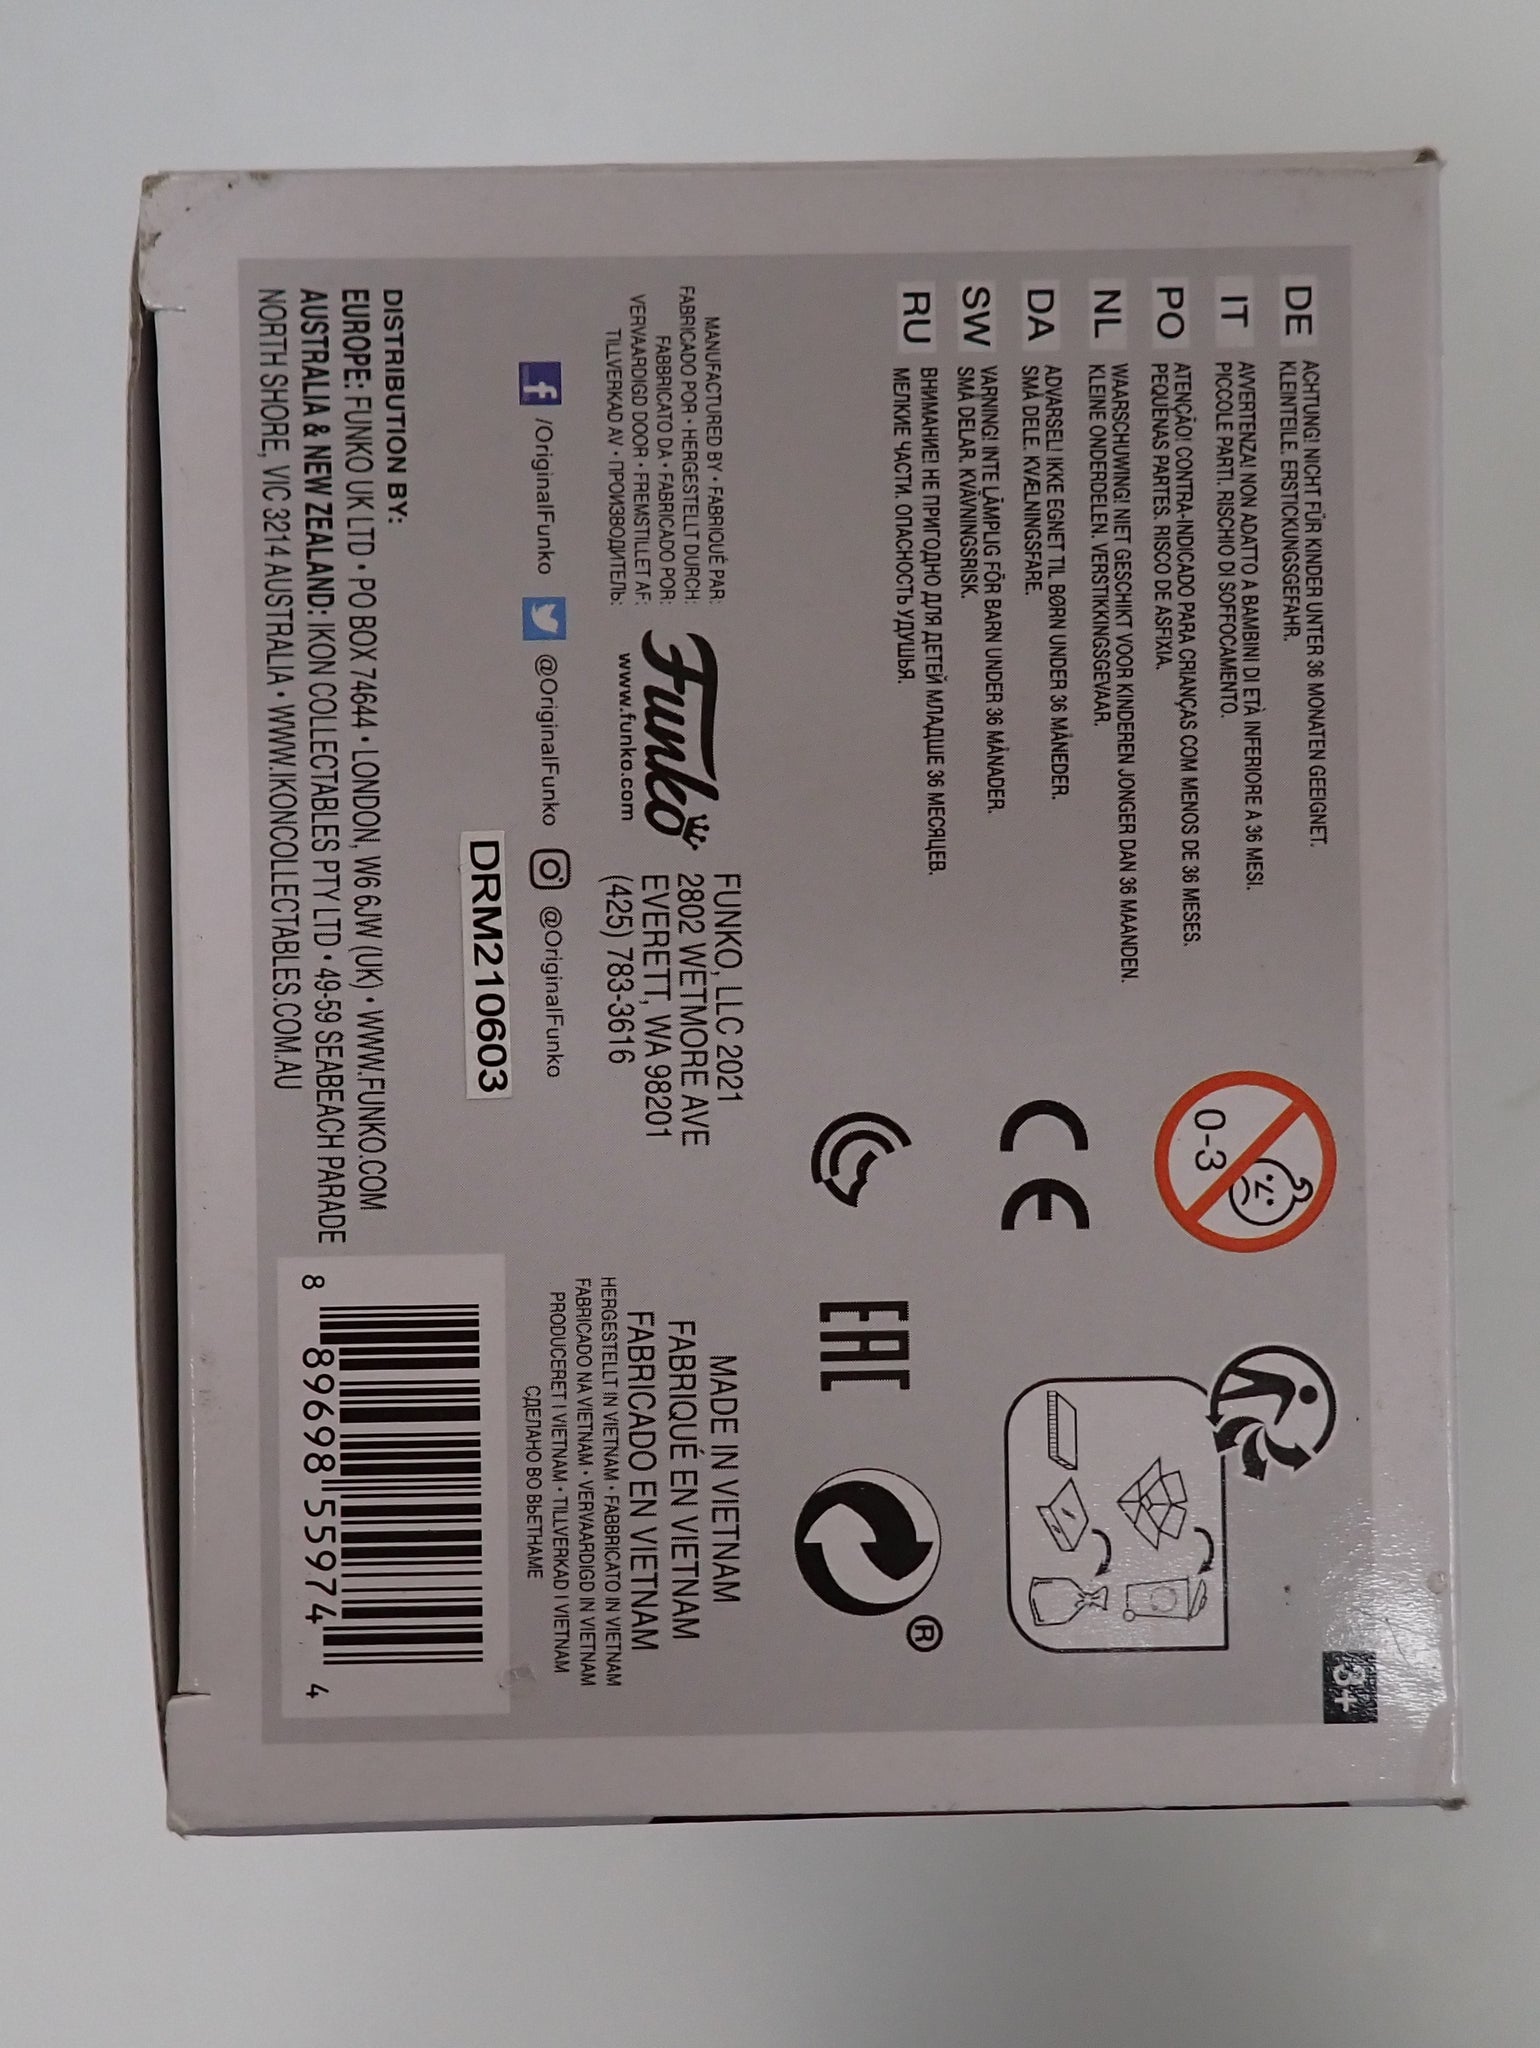 DE
ACHTUNG! NICHT FÜR KINDER UNTER 36 MONATEN GEEIGNET.
KLEINTEILE. ERSTICKUNGSGEFAHR.
IT
AVVERTENZA! NON ADATTO A BAMBINI DI ETÀ INFERIORE A 36 MESI.
PICCOLE PARTI. RISCHIO DI SOFFOCAMENTO.
PO
ATENÇÃO! CONTRA-INDICADO PARA CRIANÇAS COM MENOS DE 36 MESES.
PEQUENAS PARTES. RISCO DE ASFIXIA.
NL
WAARSCHUWING! NIET GESCHIKT VOOR KINDEREN JONGER DAN 36 MAANDEN.
KLEINE ONDERDELEN. VERSTIKKINGSGEVAAR.
DA
ADVARSEL! IKKE EGNET TIL BØRN UNDER 36 MÅNEDER.
SMÅ DELE. KVÆLNINGSFARE.
SW
VARNING! INTE LÄMPLIG FÖR BARN UNDER 36 MÅNADER.
SMÅ DELAR. KVÄVNINGSRISK.
RU
ВНИМАНИЕ! НЕ ПРИГОДНО ДЛЯ ДЕТЕЙ МЛАДШЕ 36 МЕСЯЦЕВ.
МЕЛКИЕ ЧАСТИ. ОПАСНОСТЬ УДУШЬЯ.
0-3
3+
CE
EAC
®
MANUFACTURED BY • FABRIQUÉ PAR:
FABRICADO POR • HERGESTELLT DURCH:
FABBRICATO DA • FABRICADO POR:
VERVAARDIGD DOOR • FREMSTILLET AF:
TILLVERKAD AV • ПРОИЗВОДИТЕЛЬ:
Funko
www.funko.com
FUNKO, LLC 2021
2802 WETMORE AVE
EVERETT, WA 98201
(425) 783-3616
MADE IN VIETNAM
FABRIQUÉ EN VIETNAM
FABRICADO EN VIETNAM
HERGESTELLT IN VIETNAM • FABBRICATO IN VIETNAM
FABRICADO NA VIETNAM • VERVAARDIGD IN VIETNAM
PRODUCERET I VIETNAM • TILLVERKAD I VIETNAM
СДЕЛАНО ВО ВЬЕТНАМЕ
f /OriginalFunko @OriginalFunko @OriginalFunko
DRM210603
DISTRIBUTION BY:
EUROPE: FUNKO UK LTD • PO BOX 74644 • LONDON, W6 6JW (UK) • WWW.FUNKO.COM
AUSTRALIA & NEW ZEALAND: IKON COLLECTABLES PTY LTD • 49-59 SEABEACH PARADE
NORTH SHORE, VIC 3214 AUSTRALIA • WWW.IKONCOLLECTABLES.COM.AU
8 89698 55974 4